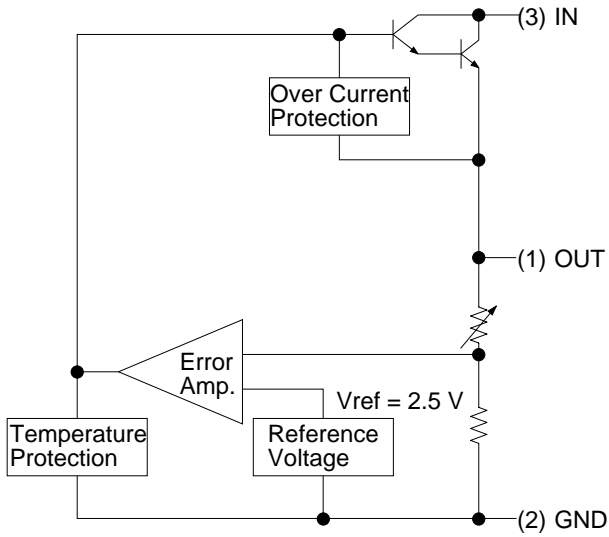 (3) IN
Over Current
Protection
(1) OUT
Error
Amp.
Vref = 2.5 V
Temperature
Protection
Reference
Voltage
(2) GND